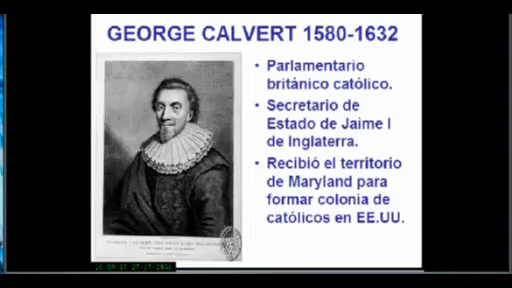 GEORGE CALVERT 1580-1632
• Parlamentario
británico católico.
• Secretario de
Estado de Jaime I
de Inglaterra.
• Recibió el territorio
de Maryland para
formar colonia de
católicos en EE.UU.